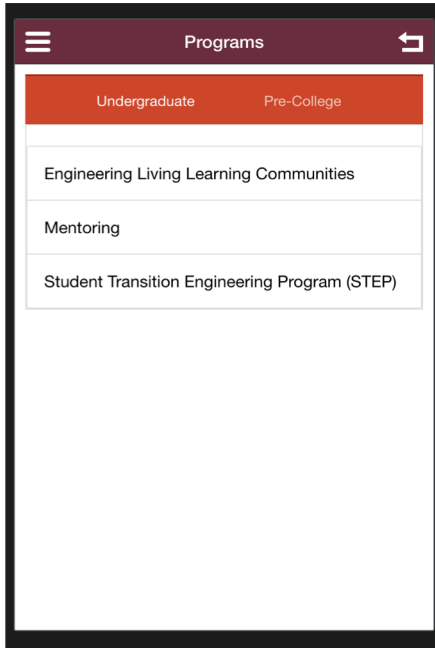 Programs
Undergraduate Pre-College
Engineering Living Learning Communities
Mentoring
Student Transition Engineering Program (STEP)